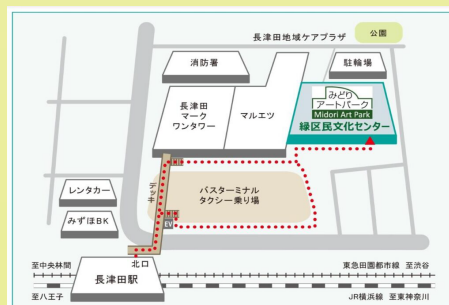 公園
長津田地域ケアプラザ
消防署
駐輪場
長津田
マーク
ワンタワー
マルエツ
みどり
アートパーク
Midori Art Park
緑区民文化センター
デッキ
バスターミナル
タクシー乗り場
レンタカー
みずほBK
北口
長津田駅
至中央林間
東急田園都市線 至渋谷
至八王子
JR横浜線 至東神奈川